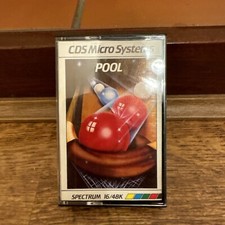 CDS Micro Systems
POOL
SPECTRUM 16/48K